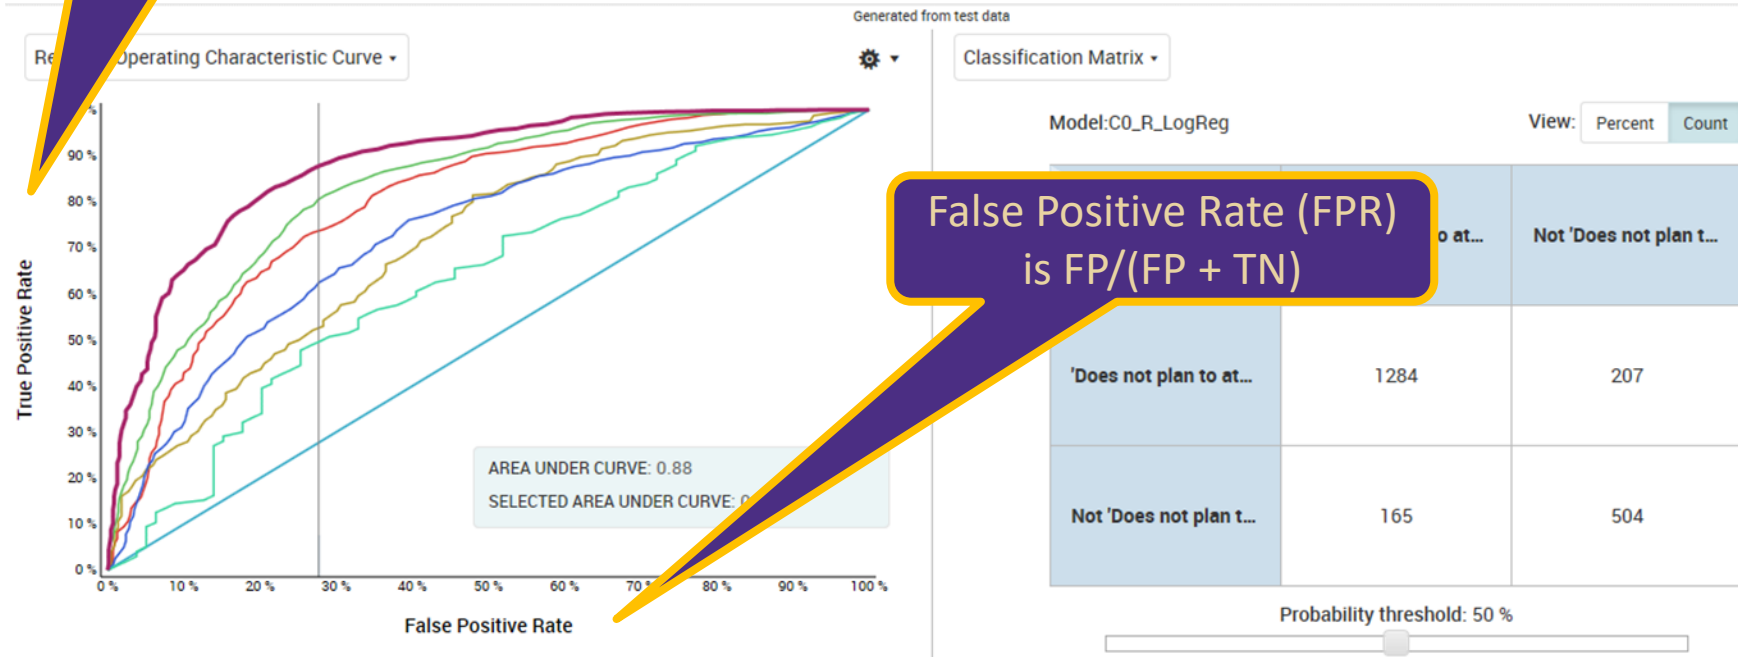 Generated from test data
Operating Characteristic Curve
Classification Matrix
Model:C0_R_LogReg
View: Percent Count
False Positive Rate (FPR)
is FP/(FP + TN)
o at...
Not 'Does not plan t...
'Does not plan to at...
1284
207
Not 'Does not plan t...
165
504
Probability threshold: 50 %
True Positive Rate
%
90 %
80 %
70 %
60 %
50 %
40 %
30 %
20 %
10 %
0 %
0 %
10 %
20 %
30 %
40 %
50 %
60 %
70 %
80 %
90 %
100 %
False Positive Rate
AREA UNDER CURVE: 0.88
SELECTED AREA UNDER CURVE: